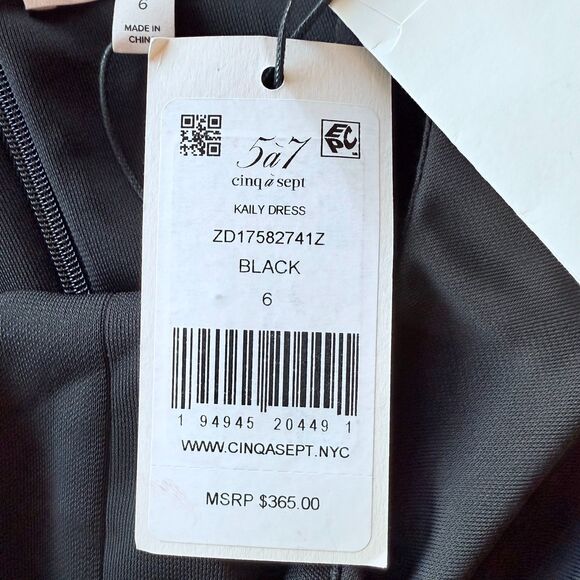 6
MADE IN
5à7
EPC
cinq à sept
KAILY DRESS
ZD17582741Z
BLACK
6
1 94945 20449 1
WWW.CINQASEPT.NYC
MSRP $365.00